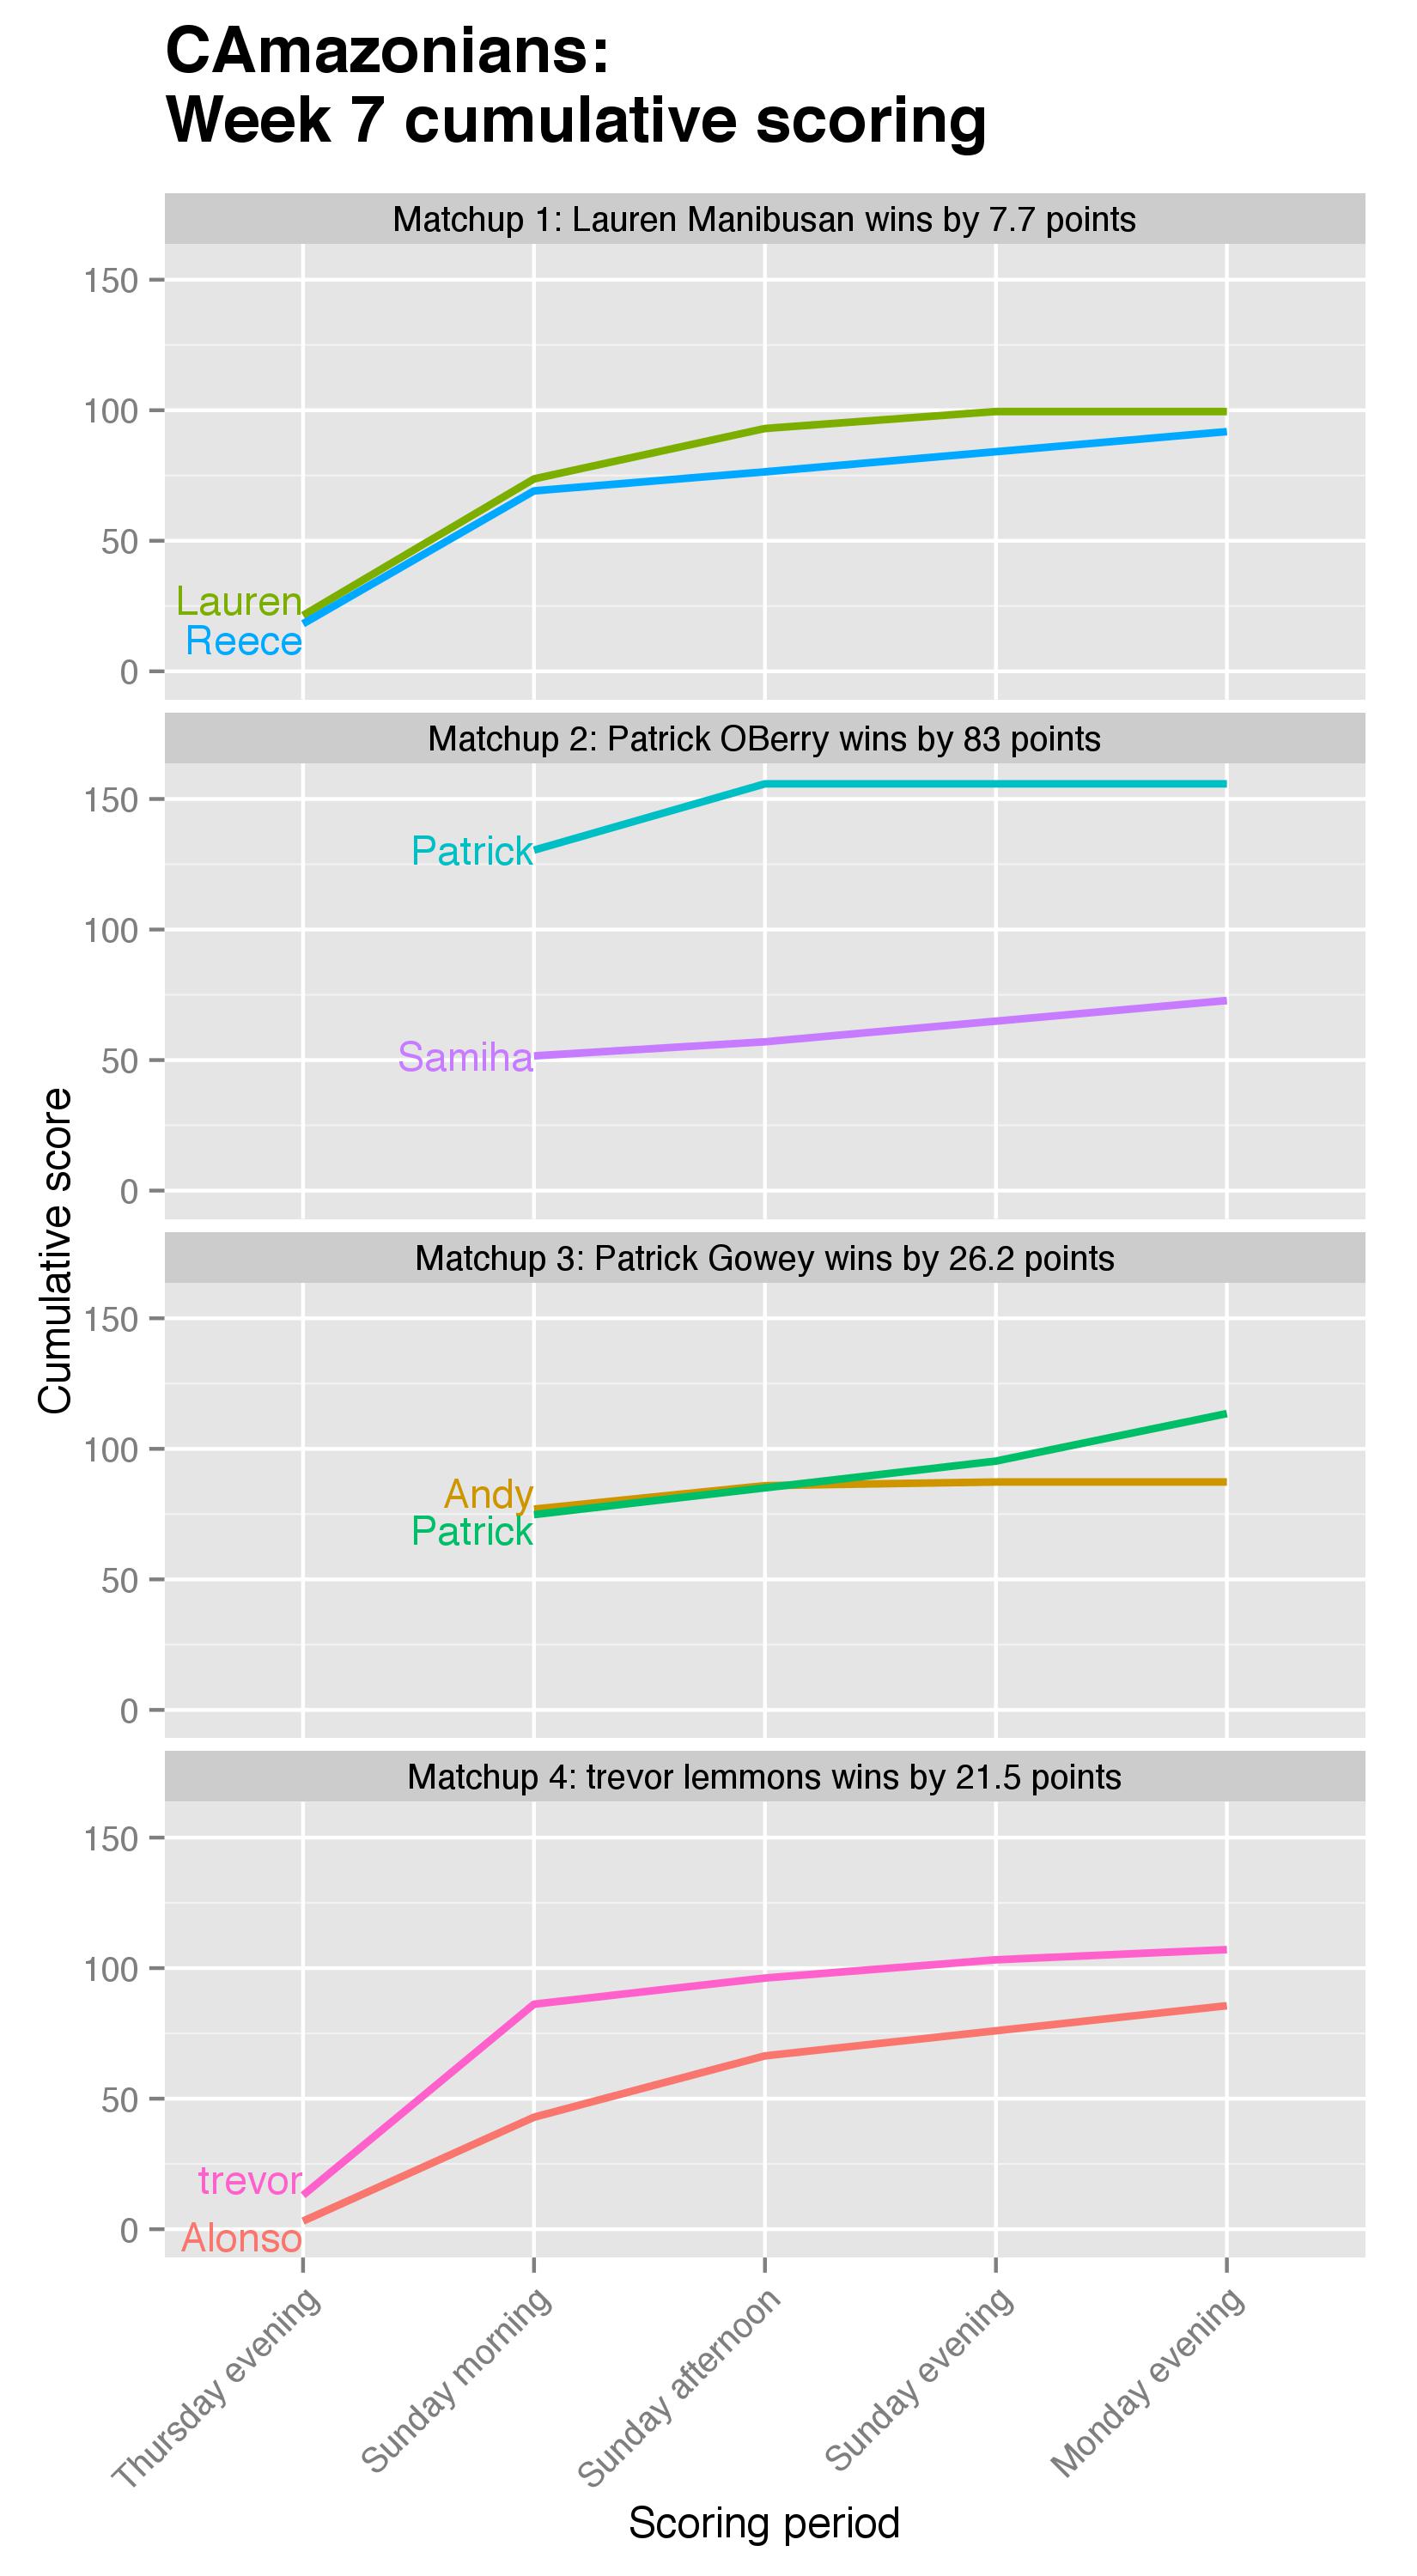 CAmazonians:
Week 7 cumulative scoring
Matchup 1: Lauren Manibusan wins by 7.7 points
150
100
50
0
Lauren
Reece
Matchup 2: Patrick OBerry wins by 83 points
150
100
50
0
Patrick
Samiha
Cumulative score
Matchup 3: Patrick Gowey wins by 26.2 points
150
100
50
0
Andy
Patrick
Matchup 4: trevor lemmons wins by 21.5 points
150
100
50
0
trevor
Alonso
Thursday evening
Sunday morning
Sunday afternoon
Sunday evening
Monday evening
Scoring period